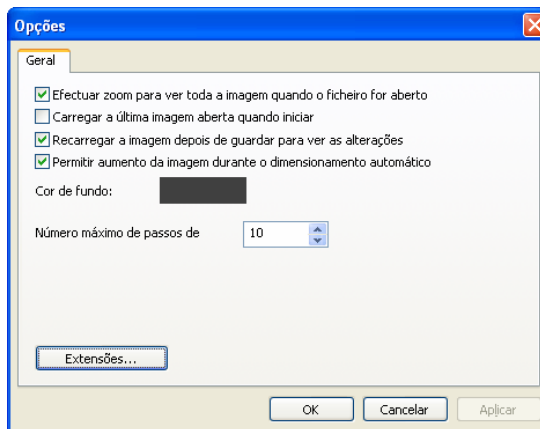 Opções
Geral
Efectuar zoom para ver toda a imagem quando o ficheiro for aberto
Carregar a última imagem aberta quando iniciar
Recarregar a imagem depois de guardar para ver as alterações
Permitir aumento da imagem durante o dimensionamento automático
Cor de fundo:
Número máximo de passos de 10
Extensões...
OK Cancelar Aplicar